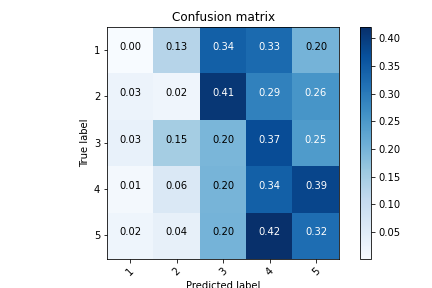 Confusion matrix
1 0.00 0.13 0.34 0.33 0.20
2 0.03 0.02 0.41 0.29 0.26
3 0.03 0.15 0.20 0.37 0.25
4 0.01 0.06 0.20 0.34 0.39
5 0.02 0.04 0.20 0.42 0.32
1 2 3 4 5
True label
Predicted label
0.40
0.35
0.30
0.25
0.20
0.15
0.10
0.05